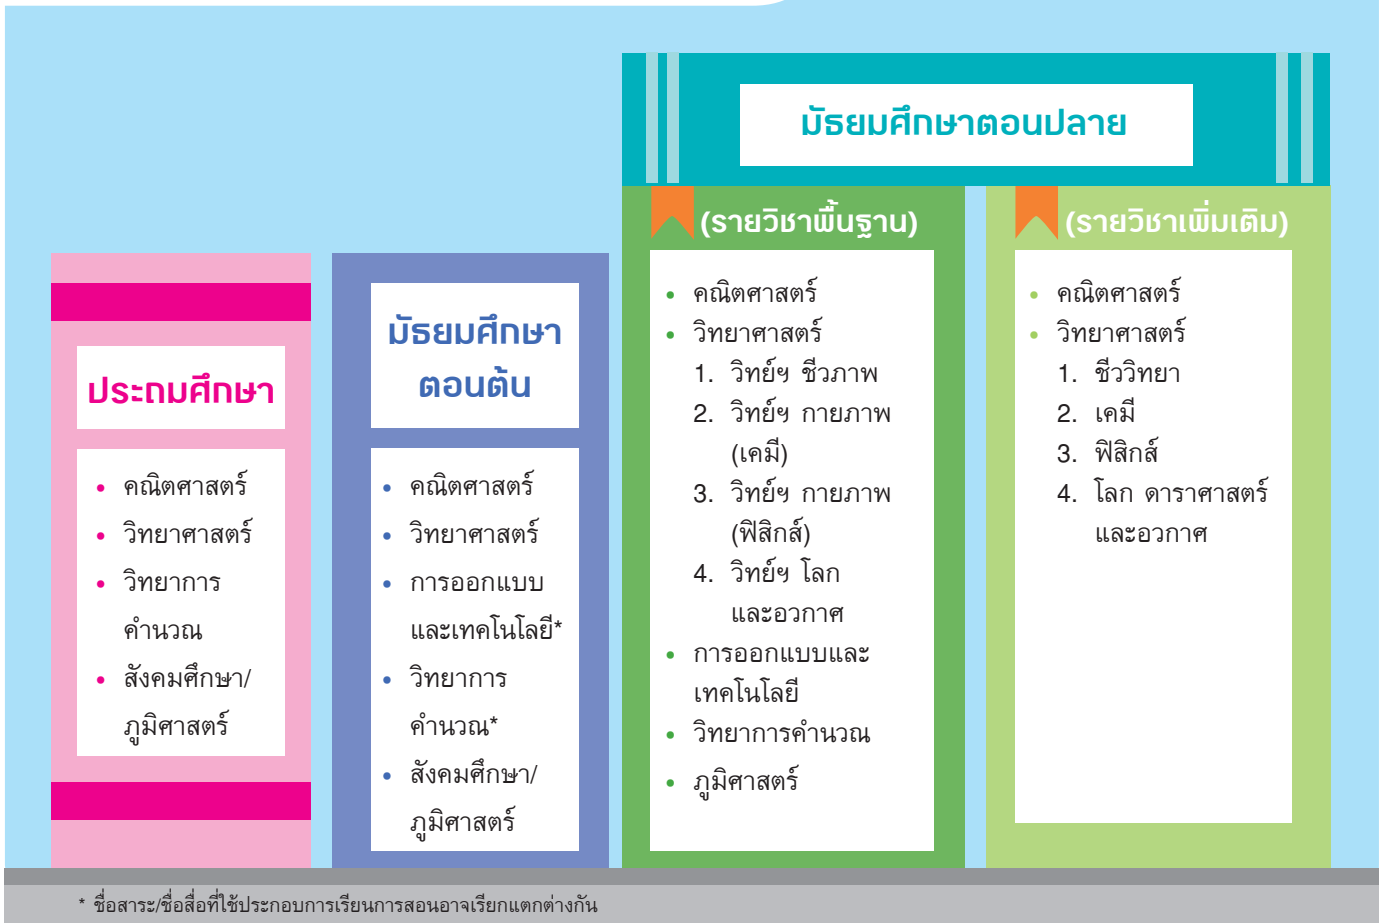 ประถมศึกษา
• คณิตศาสตร์
• วิทยาศาสตร์
• วิทยาการ
คำนวณ
• สังคมศึกษา/
ภูมิศาสตร์
มัธยมศึกษา
ตอนต้น
• คณิตศาสตร์
• วิทยาศาสตร์
• การออกแบบ
และเทคโนโลยี*
• วิทยาการ
คำนวณ*
• สังคมศึกษา/
ภูมิศาสตร์
มัธยมศึกษาตอนปลาย
(รายวิชาพื้นฐาน)
• คณิตศาสตร์
• วิทยาศาสตร์
1. วิทย์ฯ ชีวภาพ
2. วิทย์ฯ กายภาพ
(เคมี)
3. วิทย์ฯ กายภาพ
(ฟิสิกส์)
4. วิทย์ฯ โลก
และอวกาศ
• การออกแบบและ
เทคโนโลยี
• วิทยาการคำนวณ
• ภูมิศาสตร์
(รายวิชาเพิ่มเติม)
• คณิตศาสตร์
• วิทยาศาสตร์
1. ชีววิทยา
2. เคมี
3. ฟิสิกส์
4. โลก ดาราศาสตร์
และอวกาศ
* ชื่อสาระ/ชื่อสื่อที่ใช้ประกอบการเรียนการสอนอาจเรียกแตกต่างกัน